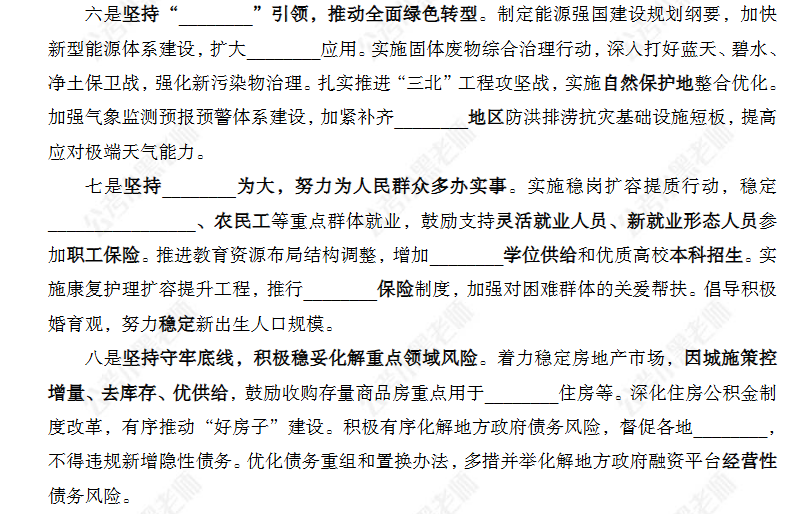 六是坚持“________”引领，推动全面绿色转型。制定能源强国建设规划纲要，加快
新型能源体系建设，扩大________应用。实施固体废物综合治理行动，深入打好蓝天、碧水、
净土保卫战，强化新污染物治理。扎实推进“三北”工程攻坚战，实施自然保护地整合优化。
加强气象监测预报预警体系建设，加紧补齐________地区防洪排涝抗灾基础设施短板，提高
应对极端天气能力。
七是坚持________为大，努力为人民群众多办实事。实施稳岗扩容提质行动，稳定
________________、农民工等重点群体就业，鼓励支持灵活就业人员、新就业形态人员参
加职工保险。推进教育资源布局结构调整，增加________学位供给和优质高校本科招生。实
施康复护理扩容提升工程，推行________保险制度，加强对困难群体的关爱帮扶。倡导积极
婚育观，努力稳定新出生人口规模。
八是坚持守牢底线，积极稳妥化解重点领域风险。着力稳定房地产市场，因城施策控
增量、去库存、优供给，鼓励收购存量商品房重点用于________住房等。深化住房公积金制
度改革，有序推动“好房子”建设。积极有序化解地方政府债务风险，督促各地________，
不得违规新增隐性债务。优化债务重组和置换办法，多措并举化解地方政府融资平台经营性
债务风险。